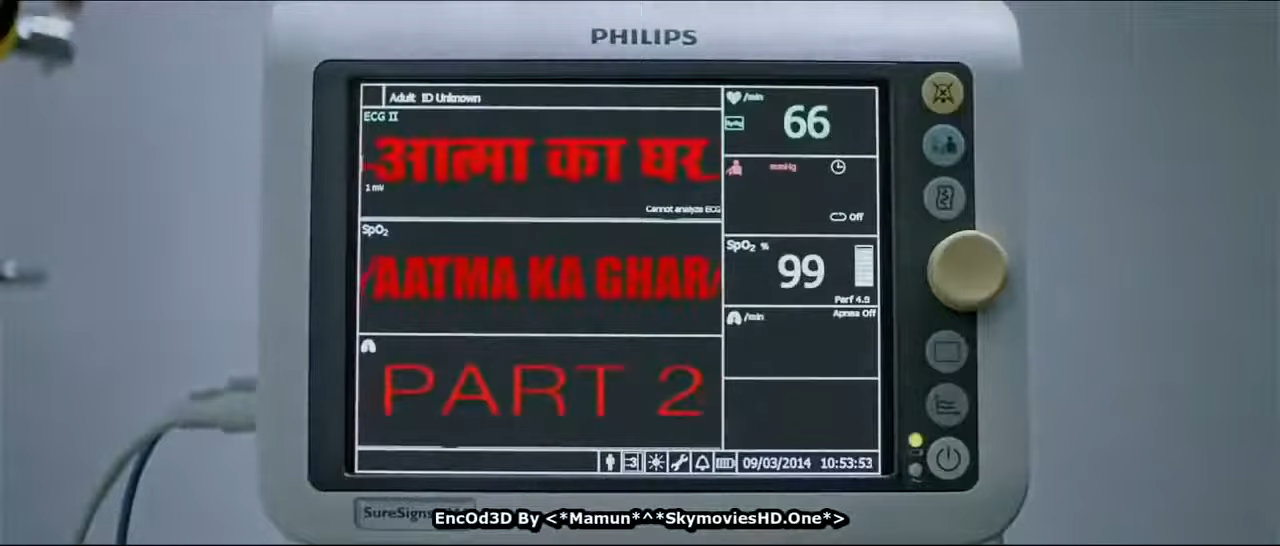 PHILIPS
Adult ID Unknown
ECG II
/min
66
आत्मा का घर
1 mV
Cannot analyze ECG
mmHg
Off
SpO₂
SpO₂ %
99
AATMA KA GHAR
Perf 4.9
/min
Apnea Off
PART 2
09/03/2014 10:53:53
SureSigns
EncOd3D By <*Mamun*^*SkymoviesHD.One*>